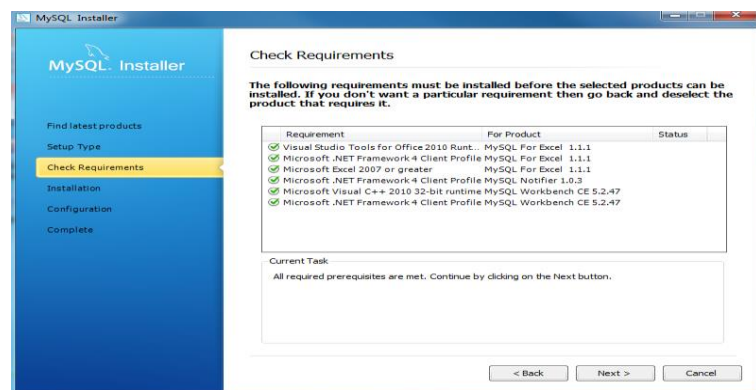 MySQL Installer
MySQL. Installer
Find latest products
Setup Type
Check Requirements
Installation
Configuration
Complete
Check Requirements
The following requirements must be installed before the selected products can be
installed. If you don't want a particular requirement then go back and deselect the
product that requires it.
Requirement For Product Status
Visual Studio Tools for Office 2010 Runt... MySQL For Excel 1.1.1
Microsoft .NET Framework 4 Client Profile MySQL For Excel 1.1.1
Microsoft Excel 2007 or greater MySQL For Excel 1.1.1
Microsoft .NET Framework 4 Client Profile MySQL Notifier 1.0.3
Microsoft Visual C++ 2010 32-bit runtime MySQL Workbench CE 5.2.47
Microsoft .NET Framework 4 Client Profile MySQL Workbench CE 5.2.47
Current Task
All required prerequisites are met. Continue by clicking on the Next button.
< Back Next > Cancel